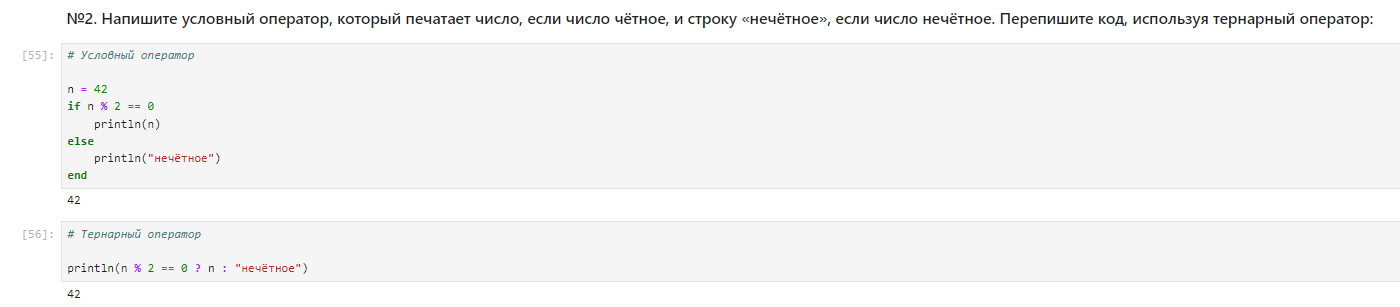 №2. Напишите условный оператор, который печатает число, если число чётное, и строку «нечётное», если число нечётное. Перепишите код, используя тернарный оператор:
[55]: # Условный оператор
n = 42
if n % 2 == 0
    println(n)
else
    println("нечётное")
end
42
[56]: # Тернарный оператор
println(n % 2 == 0 ? n : "нечётное")
42